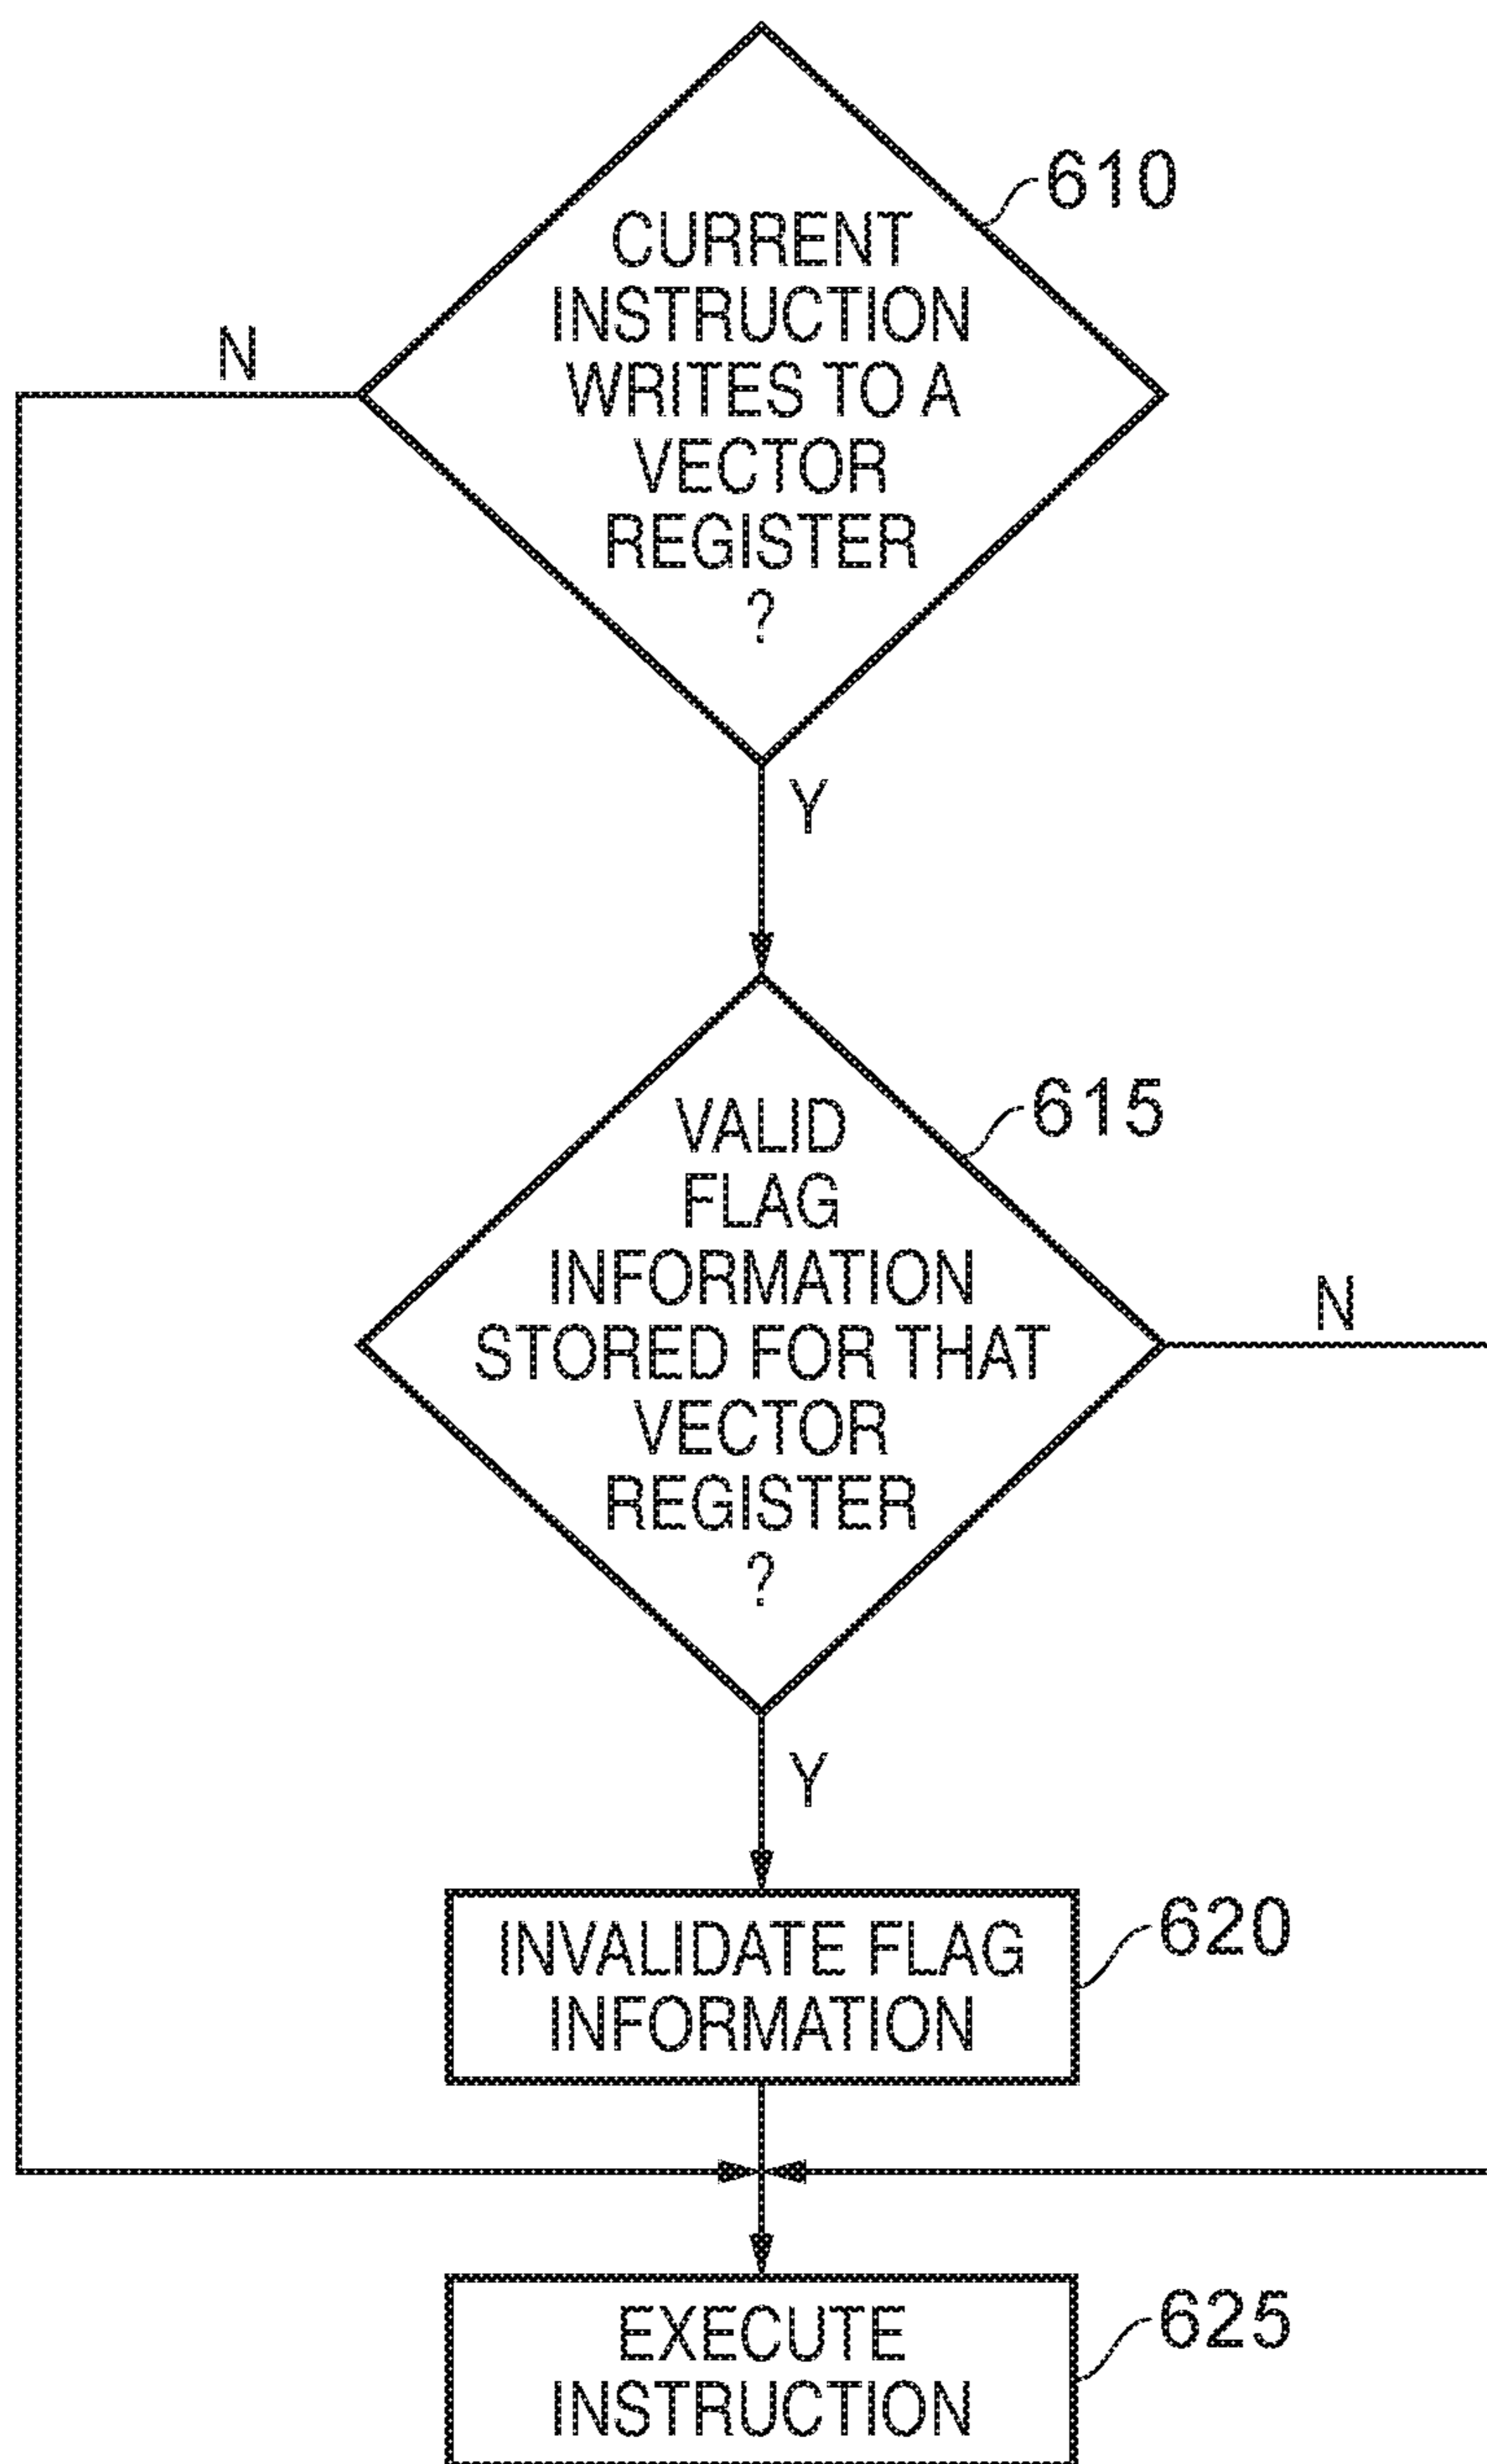 610
CURRENT
INSTRUCTION
WRITES TO A
VECTOR
REGISTER
?
N
Y
615
VALID
FLAG
INFORMATION
STORED FOR THAT
VECTOR
REGISTER
?
N
Y
620
INVALIDATE FLAG
INFORMATION
625
EXECUTE
INSTRUCTION